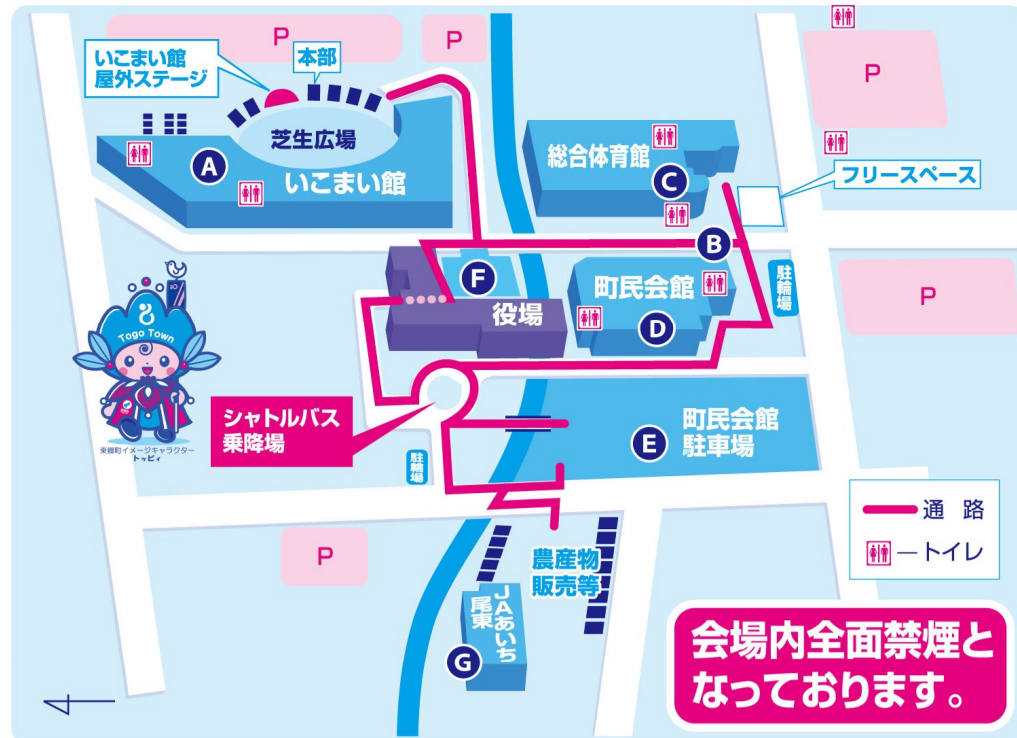 P
P
P
いこまい館
屋外ステージ
本部
芝生広場
A
いこまい館
総合体育館
C
フリースペース
B
F
役場
町民会館
D
駐輪場
P
Togo Town
東郷町イメージキャラクター
トッピィ
シャトルバス
乗降場
駐輪場
町民会館
駐車場
E
P
農産物
販売等
JAあいち
尾東
G
通 路
トイレ
会場内全面禁煙と
なっております。